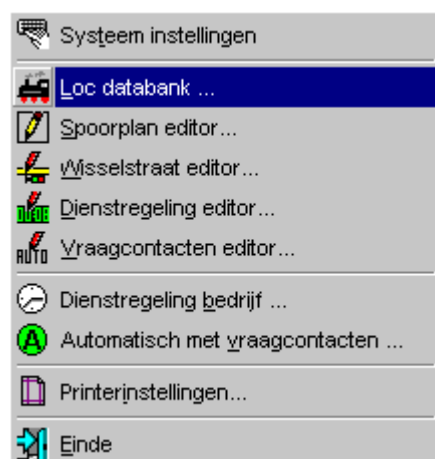 Systeem instellingen
Loc databank ...
Spoorplan editor...
Wisselstraat editor...
Dienstregeling editor...
AUTO Vraagcontacten editor...
Dienstregeling bedrijf ...
A Automatisch met vraagcontacten ...
Printerinstellingen...
Einde